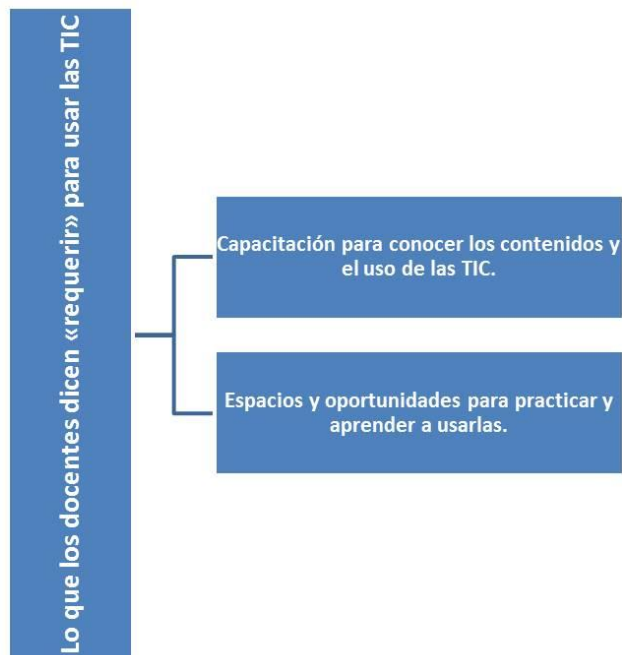 Lo que los docentes dicen «requerir» para usar las TIC
Capacitación para conocer los contenidos y
el uso de las TIC.
Espacios y oportunidades para practicar y
aprender a usarlas.